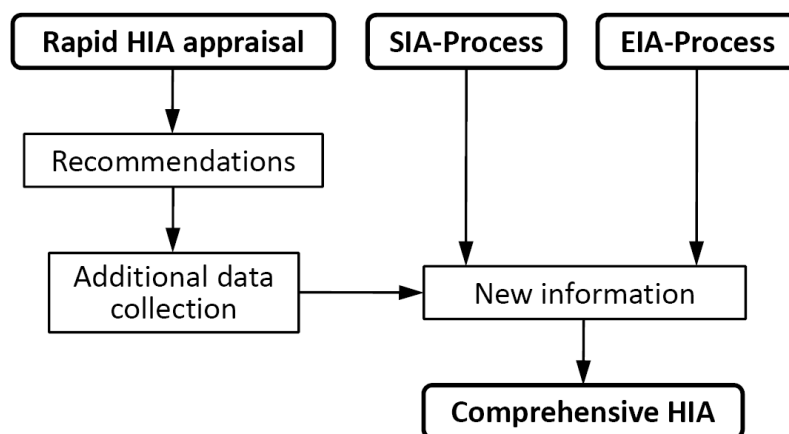 Rapid HIA appraisal
SIA-Process
EIA-Process
Recommendations
Additional data
collection
New information
Comprehensive HIA